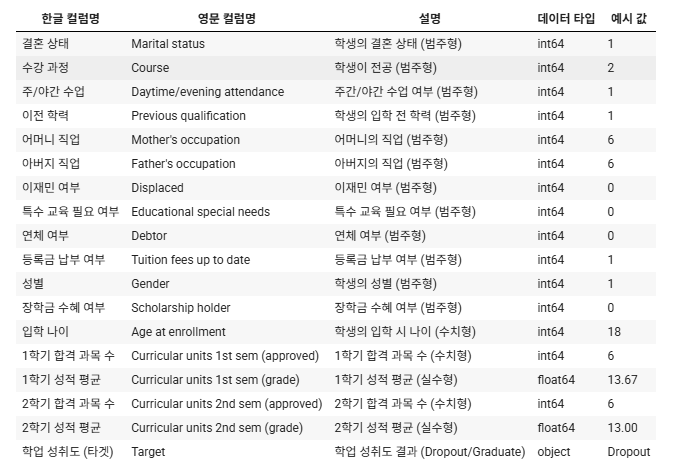 한글 컬럼명 영문 컬럼명 설명 데이터 타입 예시 값
결혼 상태 Marital status 학생의 결혼 상태 (범주형) int64 1
수강 과정 Course 학생이 전공 (범주형) int64 2
주/야간 수업 Daytime/evening attendance 주간/야간 수업 여부 (범주형) int64 1
이전 학력 Previous qualification 학생의 입학 전 학력 (범주형) int64 1
어머니 직업 Mother's occupation 어머니의 직업 (범주형) int64 6
아버지 직업 Father's occupation 아버지의 직업 (범주형) int64 6
이재민 여부 Displaced 이재민 여부 (범주형) int64 0
특수 교육 필요 여부 Educational special needs 특수 교육 필요 여부 (범주형) int64 0
연체 여부 Debtor 연체 여부 (범주형) int64 0
등록금 납부 여부 Tuition fees up to date 등록금 납부 여부 (범주형) int64 1
성별 Gender 학생의 성별 (범주형) int64 1
장학금 수혜 여부 Scholarship holder 장학금 수혜 여부 (범주형) int64 0
입학 나이 Age at enrollment 학생의 입학 시 나이 (수치형) int64 18
1학기 합격 과목 수 Curricular units 1st sem (approved) 1학기 합격 과목 수 (수치형) int64 6
1학기 성적 평균 Curricular units 1st sem (grade) 1학기 성적 평균 (실수형) float64 13.67
2학기 합격 과목 수 Curricular units 2nd sem (approved) 2학기 합격 과목 수 (수치형) int64 6
2학기 성적 평균 Curricular units 2nd sem (grade) 2학기 성적 평균 (실수형) float64 13.00
학업 성취도 (타겟) Target 학업 성취도 결과 (Dropout/Graduate) object Dropout